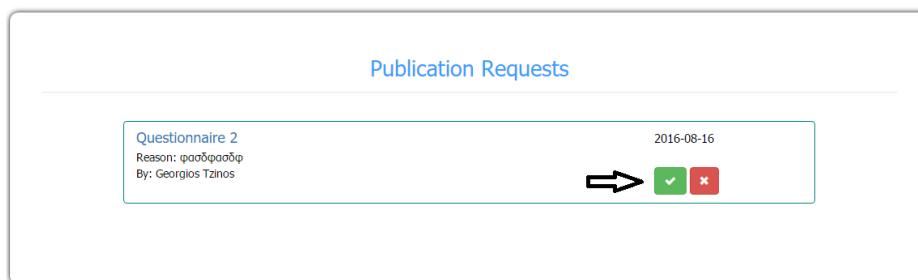 Publication Requests
Questionnaire 2
2016-08-16
Reason: φασδφασδφ
By: Georgios Tzinos